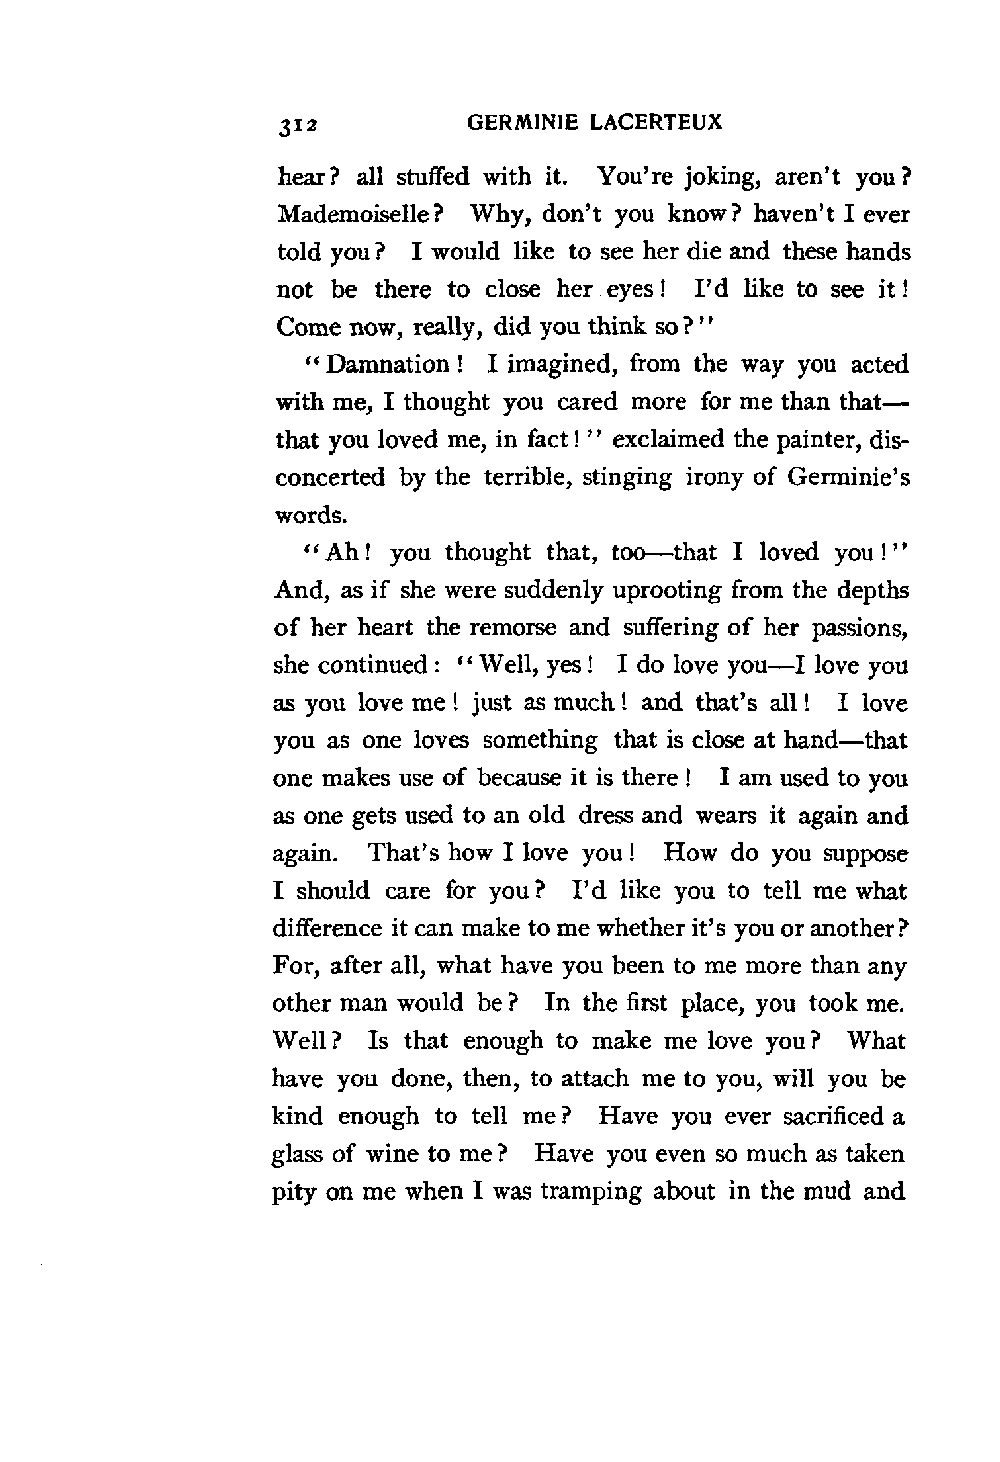 312 GERMINIE LACERTEUX
hear? all stuffed with it. You're joking, aren't you?
Mademoiselle? Why, don't you know? haven't I ever
told you? I would like to see her die and these hands
not be there to close her eyes! I'd like to see it!
Come now, really, did you think so?"
"Damnation! I imagined, from the way you acted
with me, I thought you cared more for me than that—
that you loved me, in fact!" exclaimed the painter, dis-
concerted by the terrible, stinging irony of Germinie's
words.
"Ah! you thought that, too—that I loved you!"
And, as if she were suddenly uprooting from the depths
of her heart the remorse and suffering of her passions,
she continued: "Well, yes! I do love you—I love you
as you love me! just as much! and that's all! I love
you as one loves something that is close at hand—that
one makes use of because it is there! I am used to you
as one gets used to an old dress and wears it again and
again. That's how I love you! How do you suppose
I should care for you? I'd like you to tell me what
difference it can make to me whether it's you or another?
For, after all, what have you been to me more than any
other man would be? In the first place, you took me.
Well? Is that enough to make me love you? What
have you done, then, to attach me to you, will you be
kind enough to tell me? Have you ever sacrificed a
glass of wine to me? Have you even so much as taken
pity on me when I was tramping about in the mud and